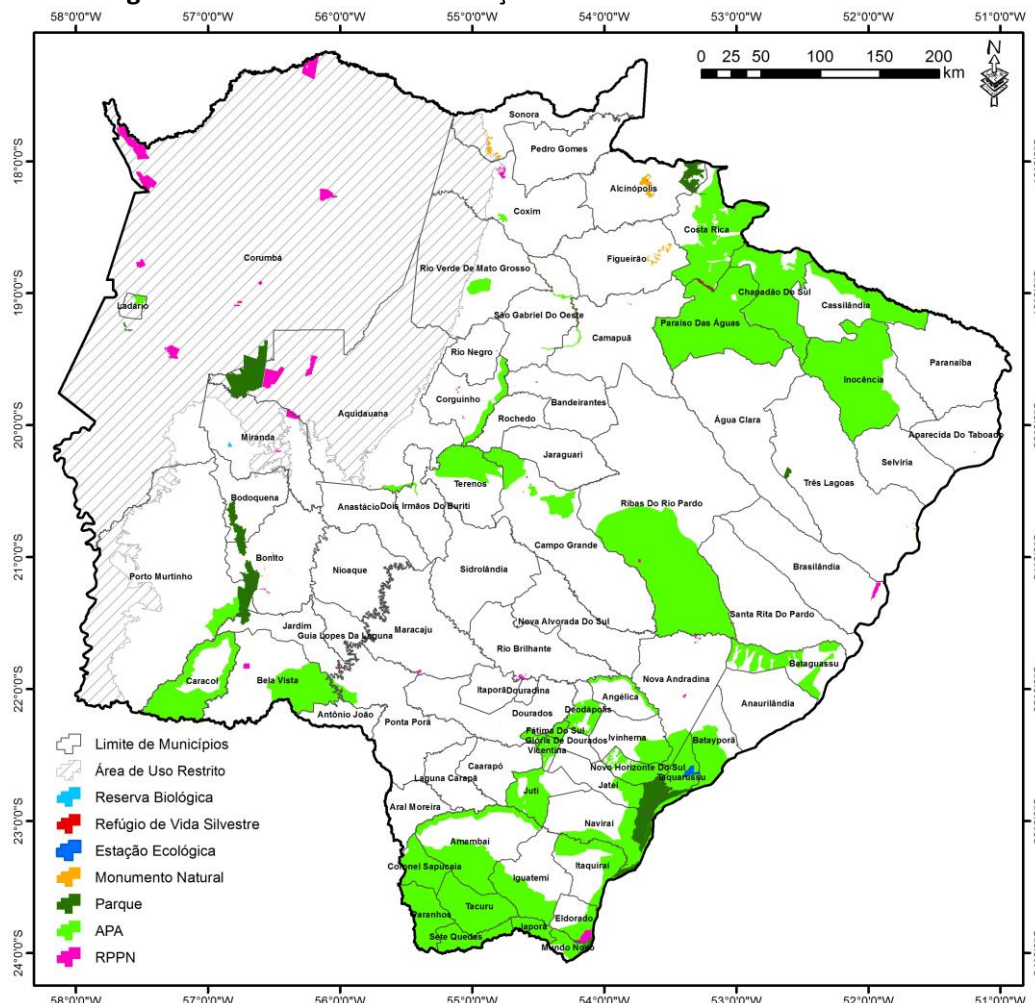 58°0'0"W 57°0'0"W 56°0'0"W 55°0'0"W 54°0'0"W 53°0'0"W 52°0'0"W 51°0'0"W
0 25 50 100 150 200
km
N
Sonora
Pedro Gomes
18°0'0"S
Alcinópolis
Coxim
Costa Rica
Corumbá
Figueirão
Rio Verde De Mato Grosso
19°0'0"S
Chapadão Do Sul
Ladário
Cassilândia
São Gabriel Do Oeste
Paraíso Das Águas
Camapuã
Rio Negro
Paranaíba
Inocência
Corguinho
Bandeirantes
Aquidauana
Rochedo
Água Clara
20°0'0"S
Miranda
Aparecida Do Taboado
Jaraguari
Selvíria
Terenos
Três Lagoas
Bodoquena
Anastácio
Dois Irmãos Do Buriti
Ribas Do Rio Pardo
Campo Grande
21°0'0"S
Bonito
Nioaque
Sidrolândia
Brasilândia
Porto Murtinho
Santa Rita Do Pardo
Jardim
Guia Lopes Da Laguna
Maracaju
Nova Alvorada Do Sul
Rio Brilhante
Bataguassu
Caracol
Bela Vista
Nova Andradina
22°0'0"S
Itaporã
Douradina
Angélica
Anaurilândia
Antônio João
Ponta Porã
Dourados
Deodápolis
Fátima Do Sul
Glória De Dourados
Ivinhema
Batayporã
Vicentina
Caarapó
Novo Horizonte Do Sul
Laguna Carapã
Taquarussu
Juti
Jateí
Aral Moreira
23°0'0"S
Naviraí
Amambai
Coronel Sapucaia
Itaquiraí
Iguatemi
Tacuru
Paranhos
Eldorado
Japorã
Sete Quedas
Mundo Novo
24°0'0"S
Limite de Municípios
Área de Uso Restrito
Reserva Biológica
Refúgio de Vida Silvestre
Estação Ecológica
Monumento Natural
Parque
APA
RPPN
58°0'0"W 57°0'0"W 56°0'0"W 55°0'0"W 54°0'0"W 53°0'0"W 52°0'0"W 51°0'0"W